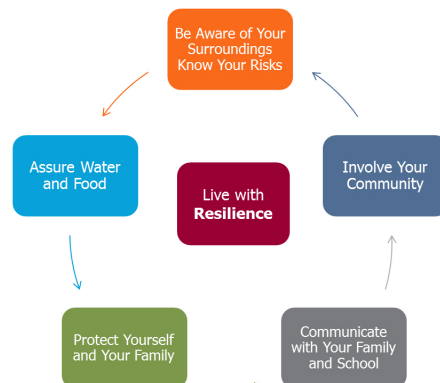 Be Aware of Your
Surroundings
Know Your Risks
Assure Water
and Food
Live with
Resilience
Involve Your
Community
Protect Yourself
and Your Family
Communicate
with Your Family
and School